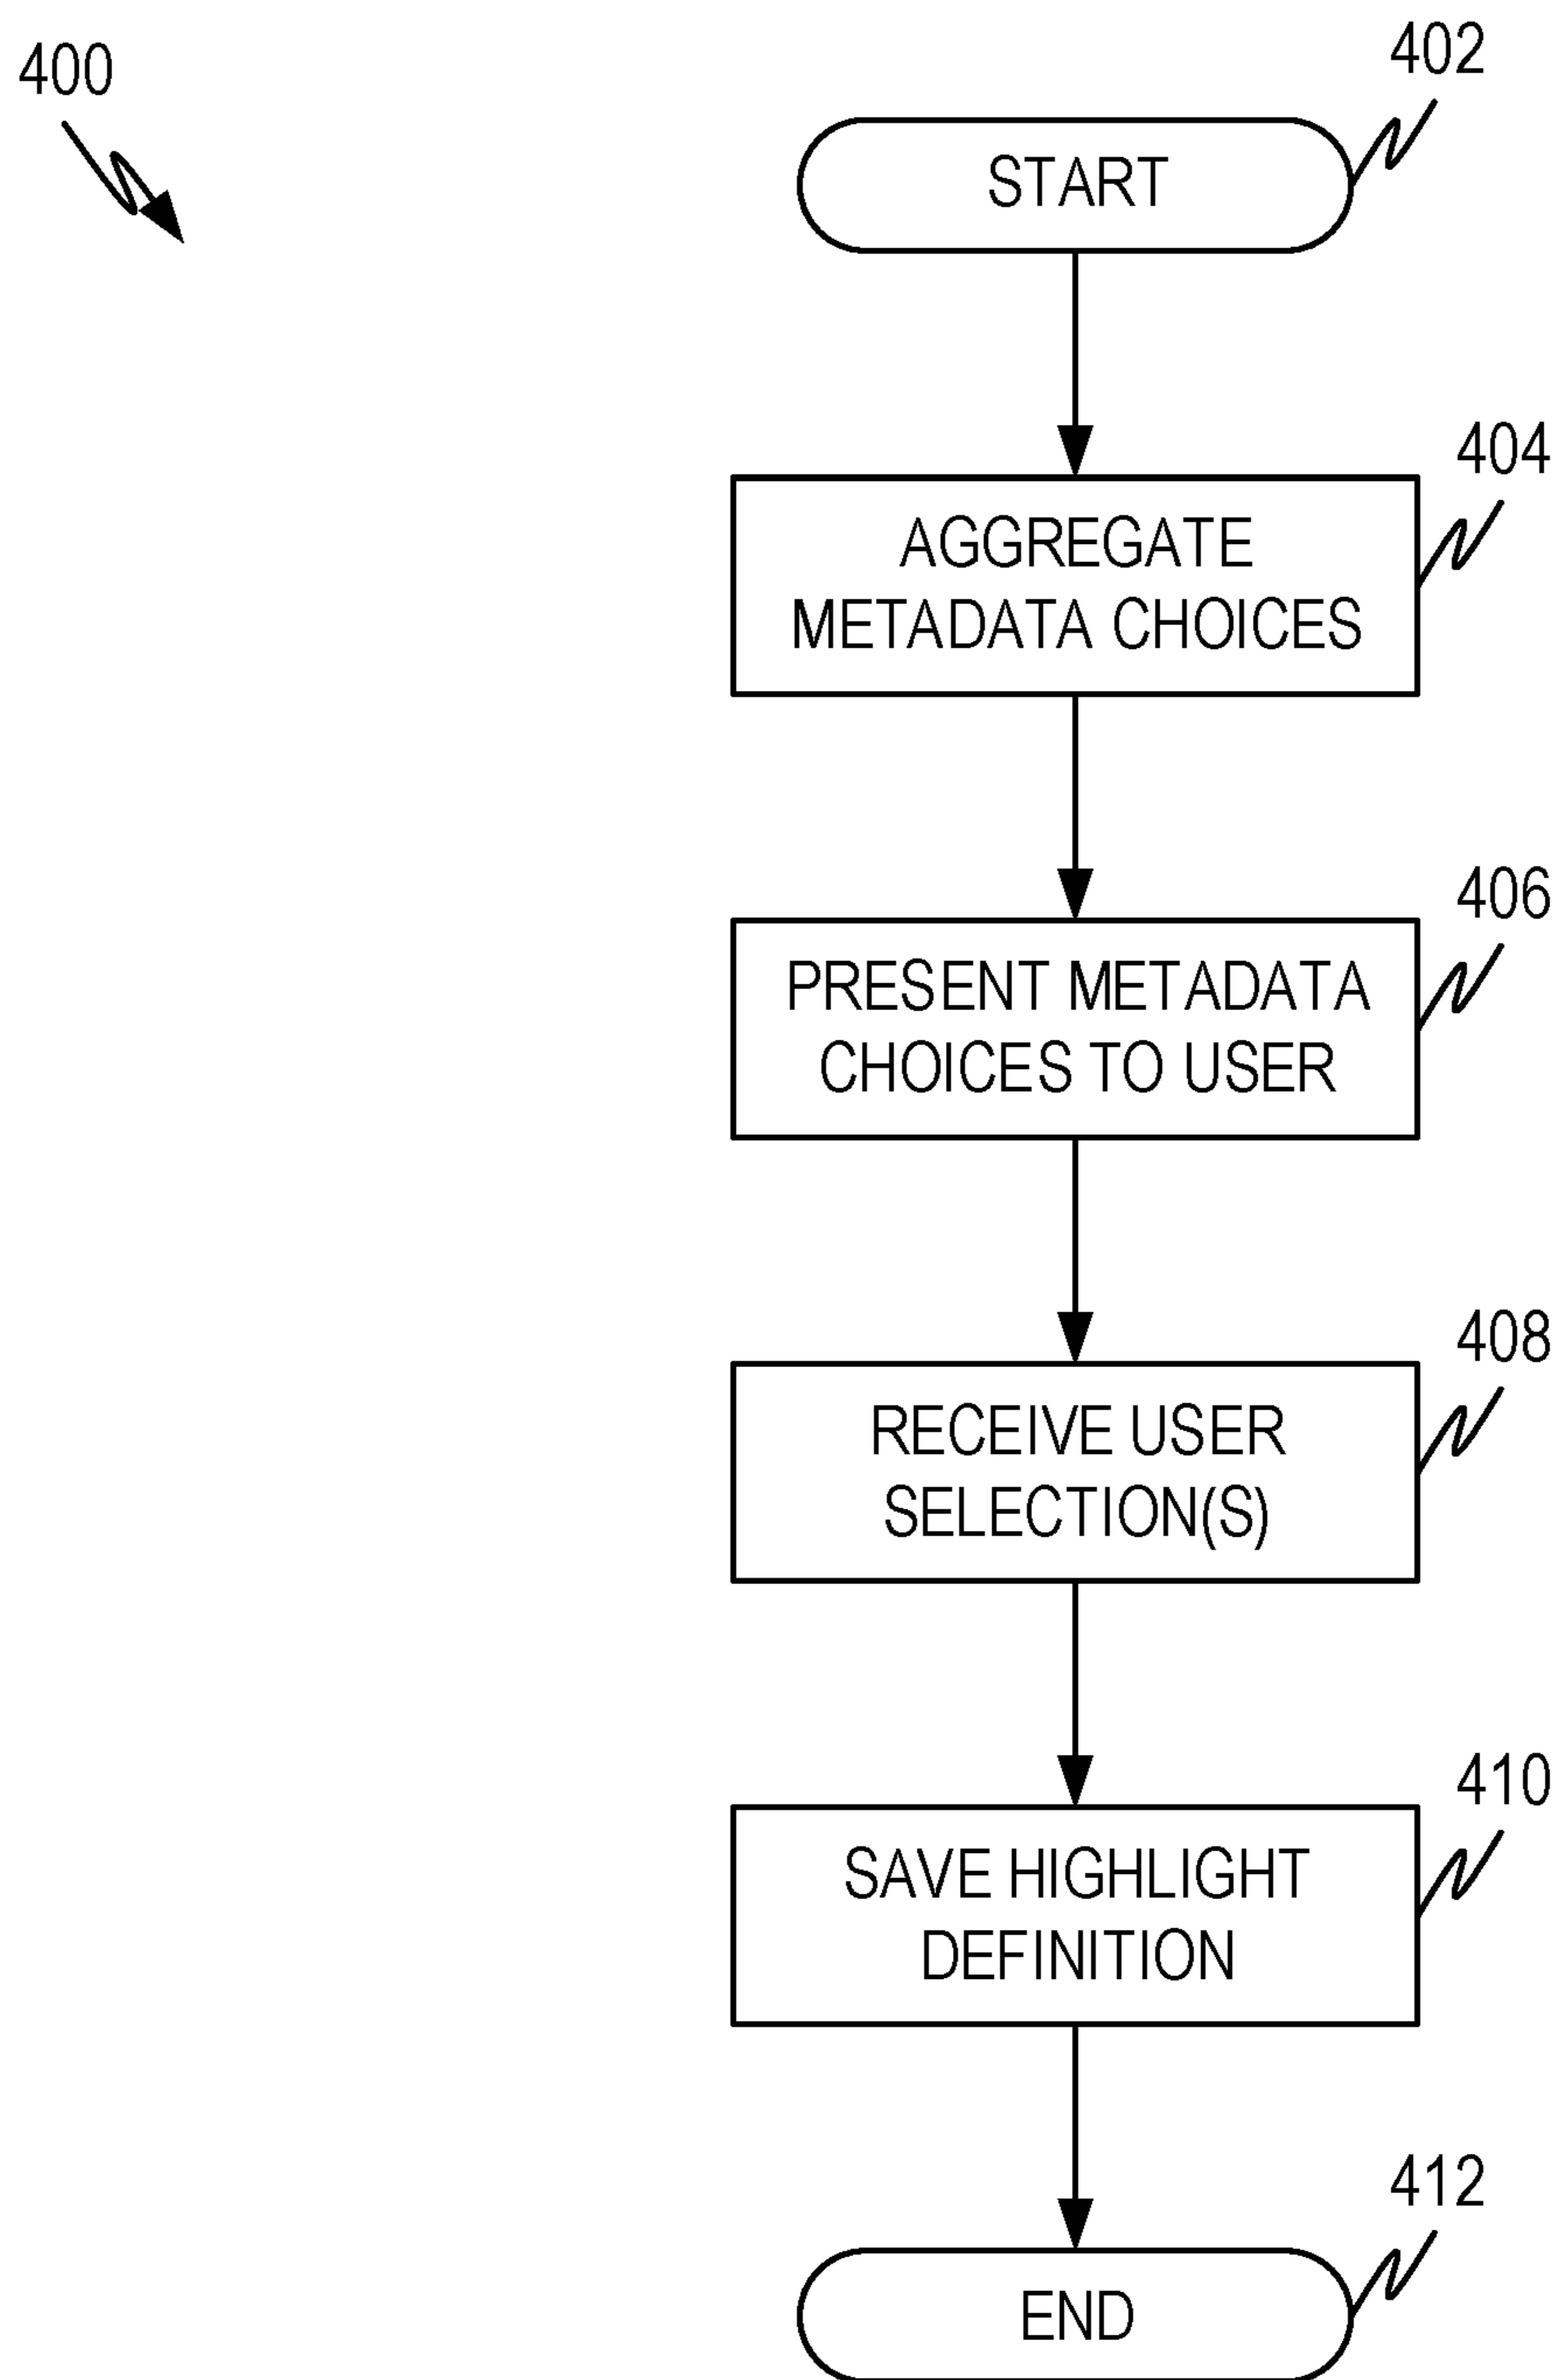 400
402
START
404
AGGREGATE
METADATA CHOICES
406
PRESENT METADATA
CHOICES TO USER
408
RECEIVE USER
SELECTION(S)
410
SAVE HIGHLIGHT
DEFINITION
412
END